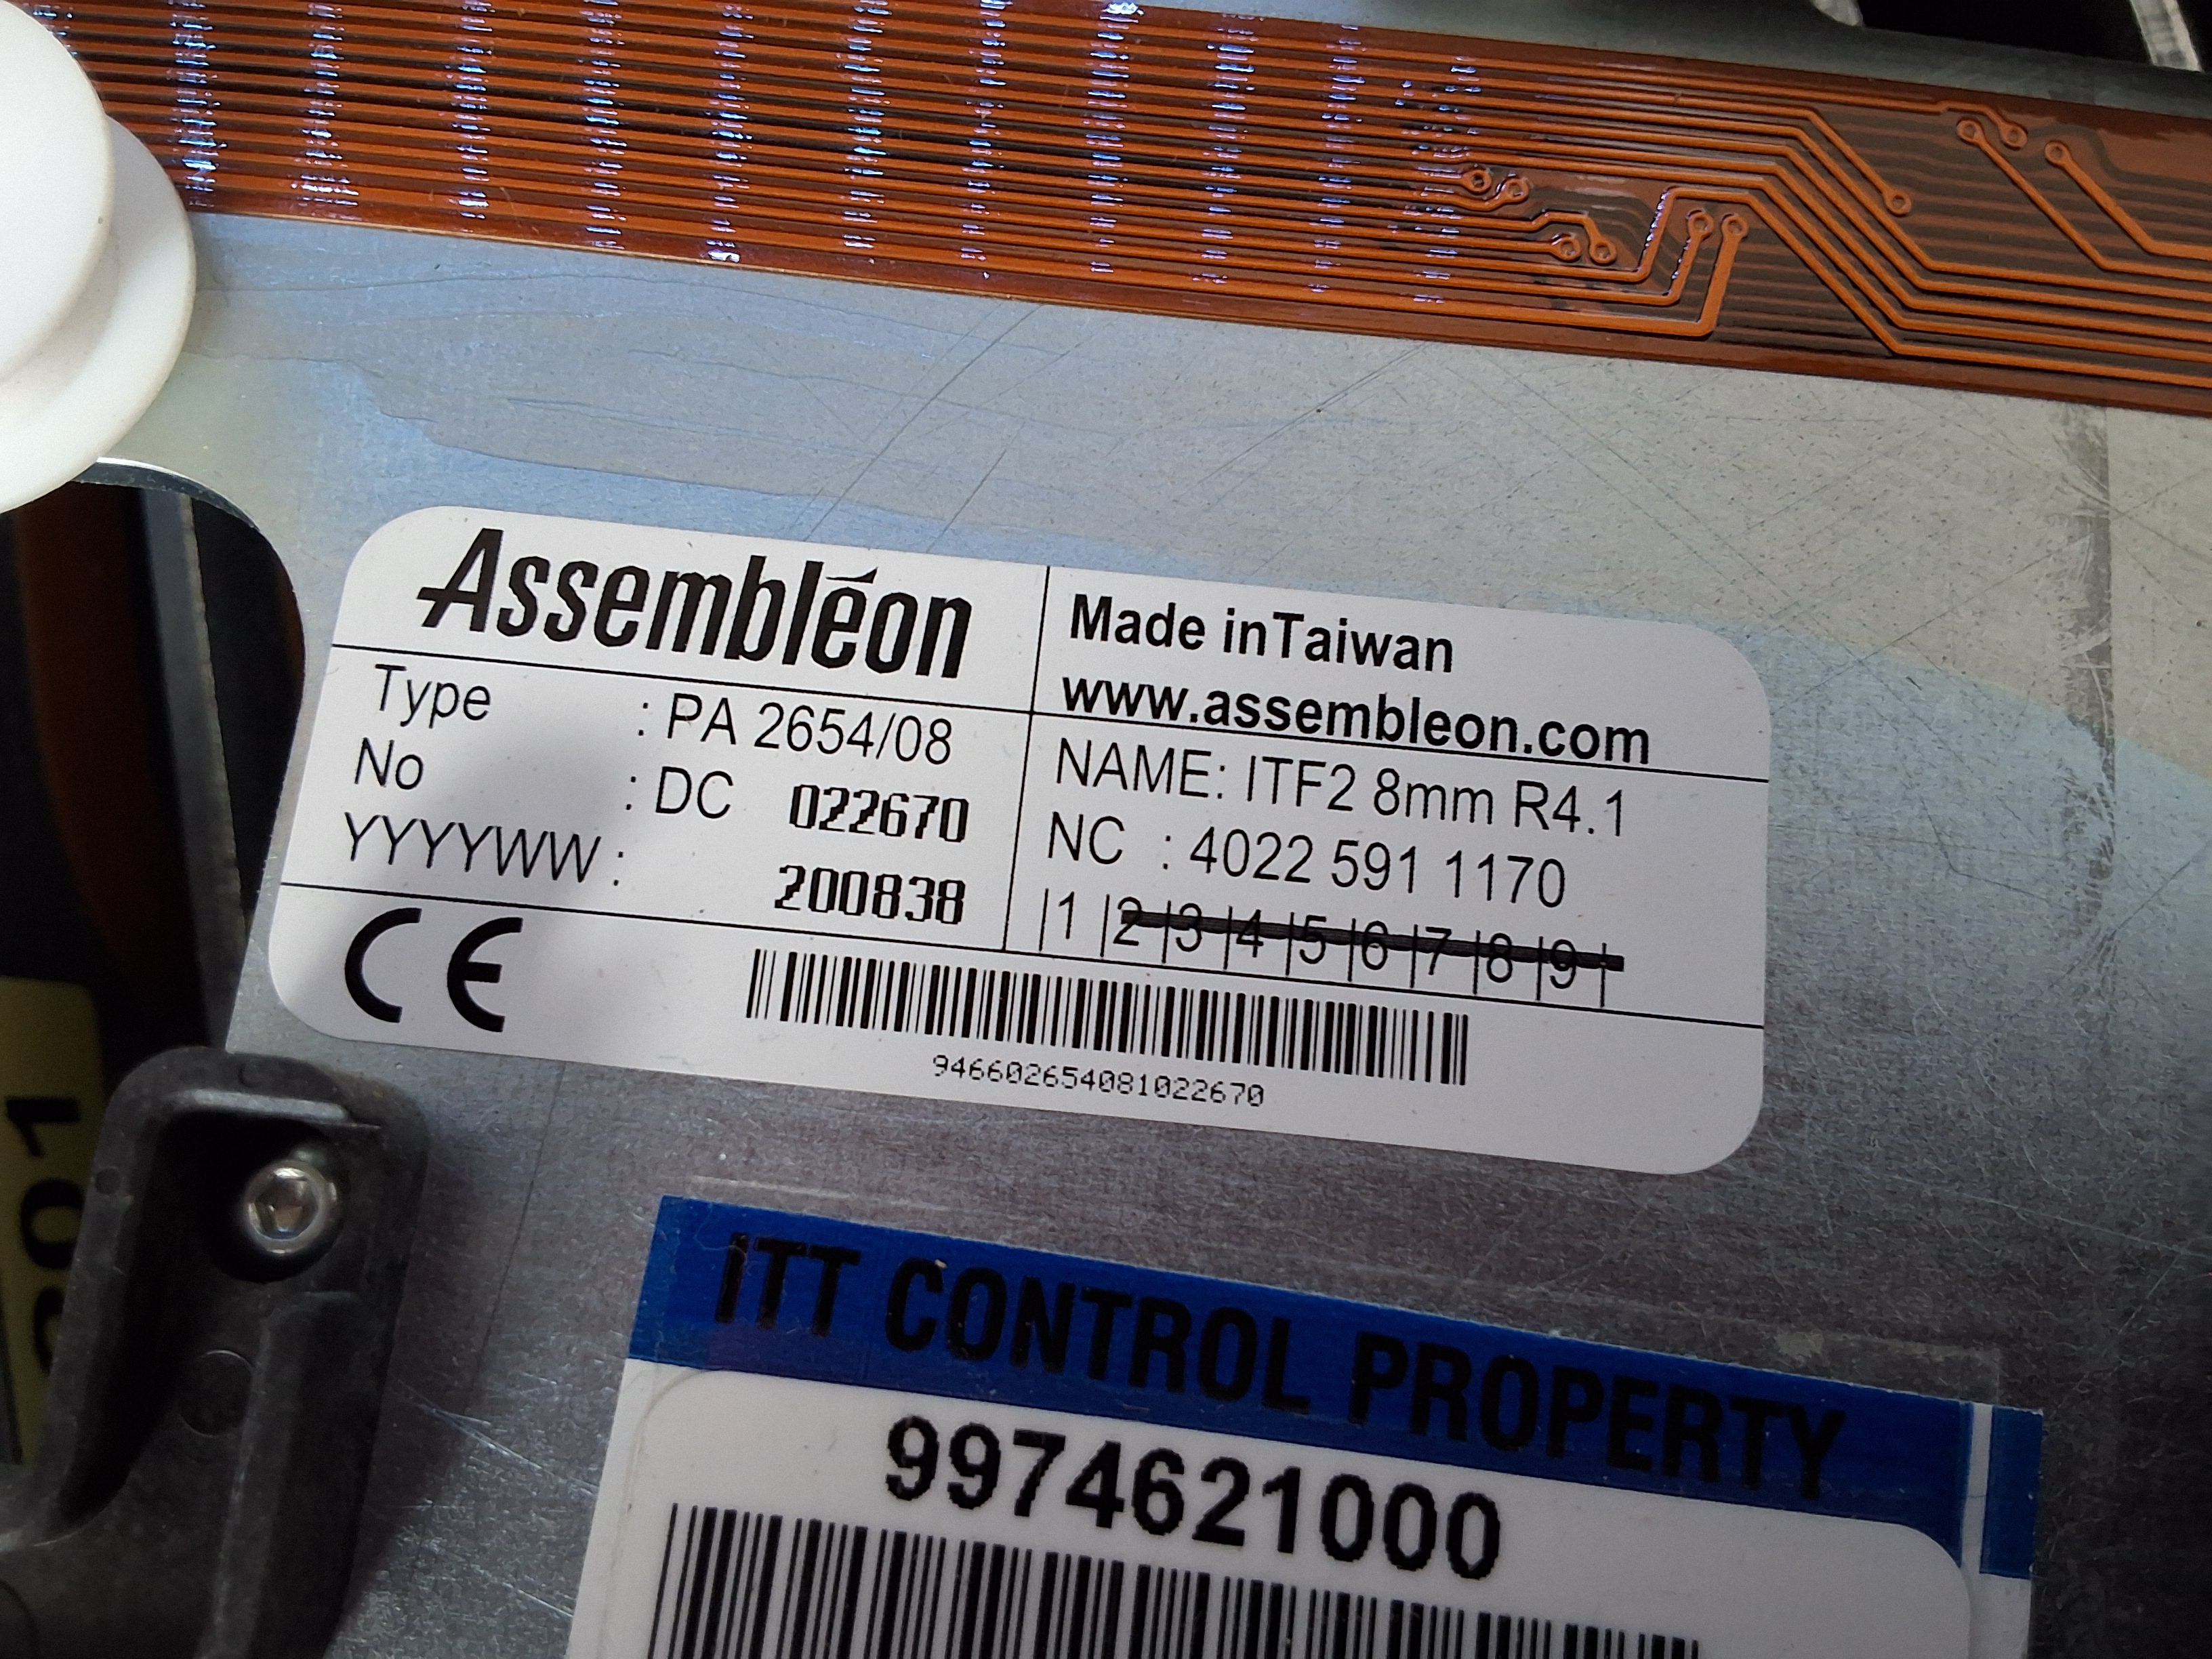 Assembléon
Made in Taiwan
www.assembleon.com
Type : PA 2654/08
No : DC 022670
YYYYWW : 200838
NAME: ITF2 8mm R4.1
NC : 4022 591 1170
|1 |2 |3 |4 |5 |6 |7 |8 |9 |
CE
946602654081022670
ITT CONTROL PROPERTY
9974621000